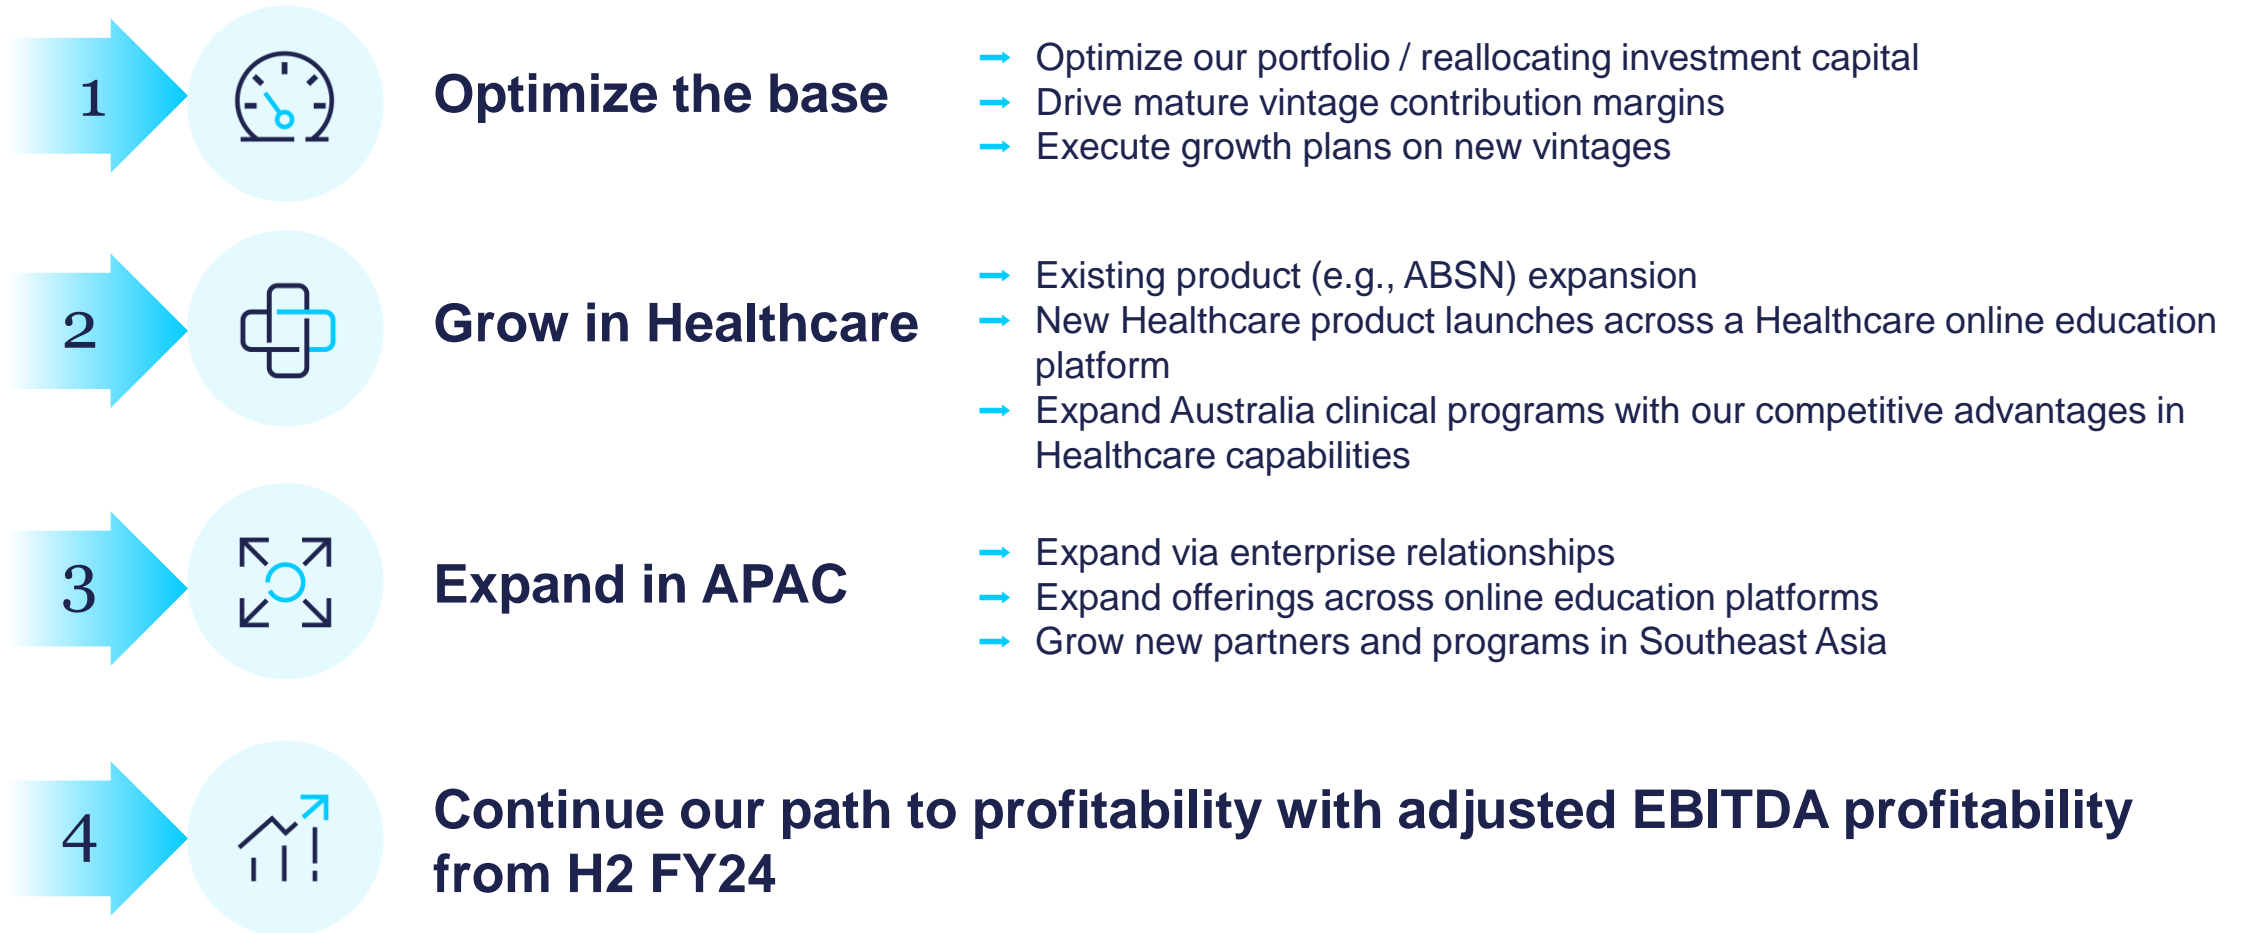 1
Optimize the base
→ Optimize our portfolio / reallocating investment capital
→ Drive mature vintage contribution margins
→ Execute growth plans on new vintages
2
Grow in Healthcare
→ Existing product (e.g., ABSN) expansion
→ New Healthcare product launches across a Healthcare online education
platform
→ Expand Australia clinical programs with our competitive advantages in
Healthcare capabilities
3
Expand in APAC
→ Expand via enterprise relationships
→ Expand offerings across online education platforms
→ Grow new partners and programs in Southeast Asia
4
Continue our path to profitability with adjusted EBITDA profitability
from H2 FY24